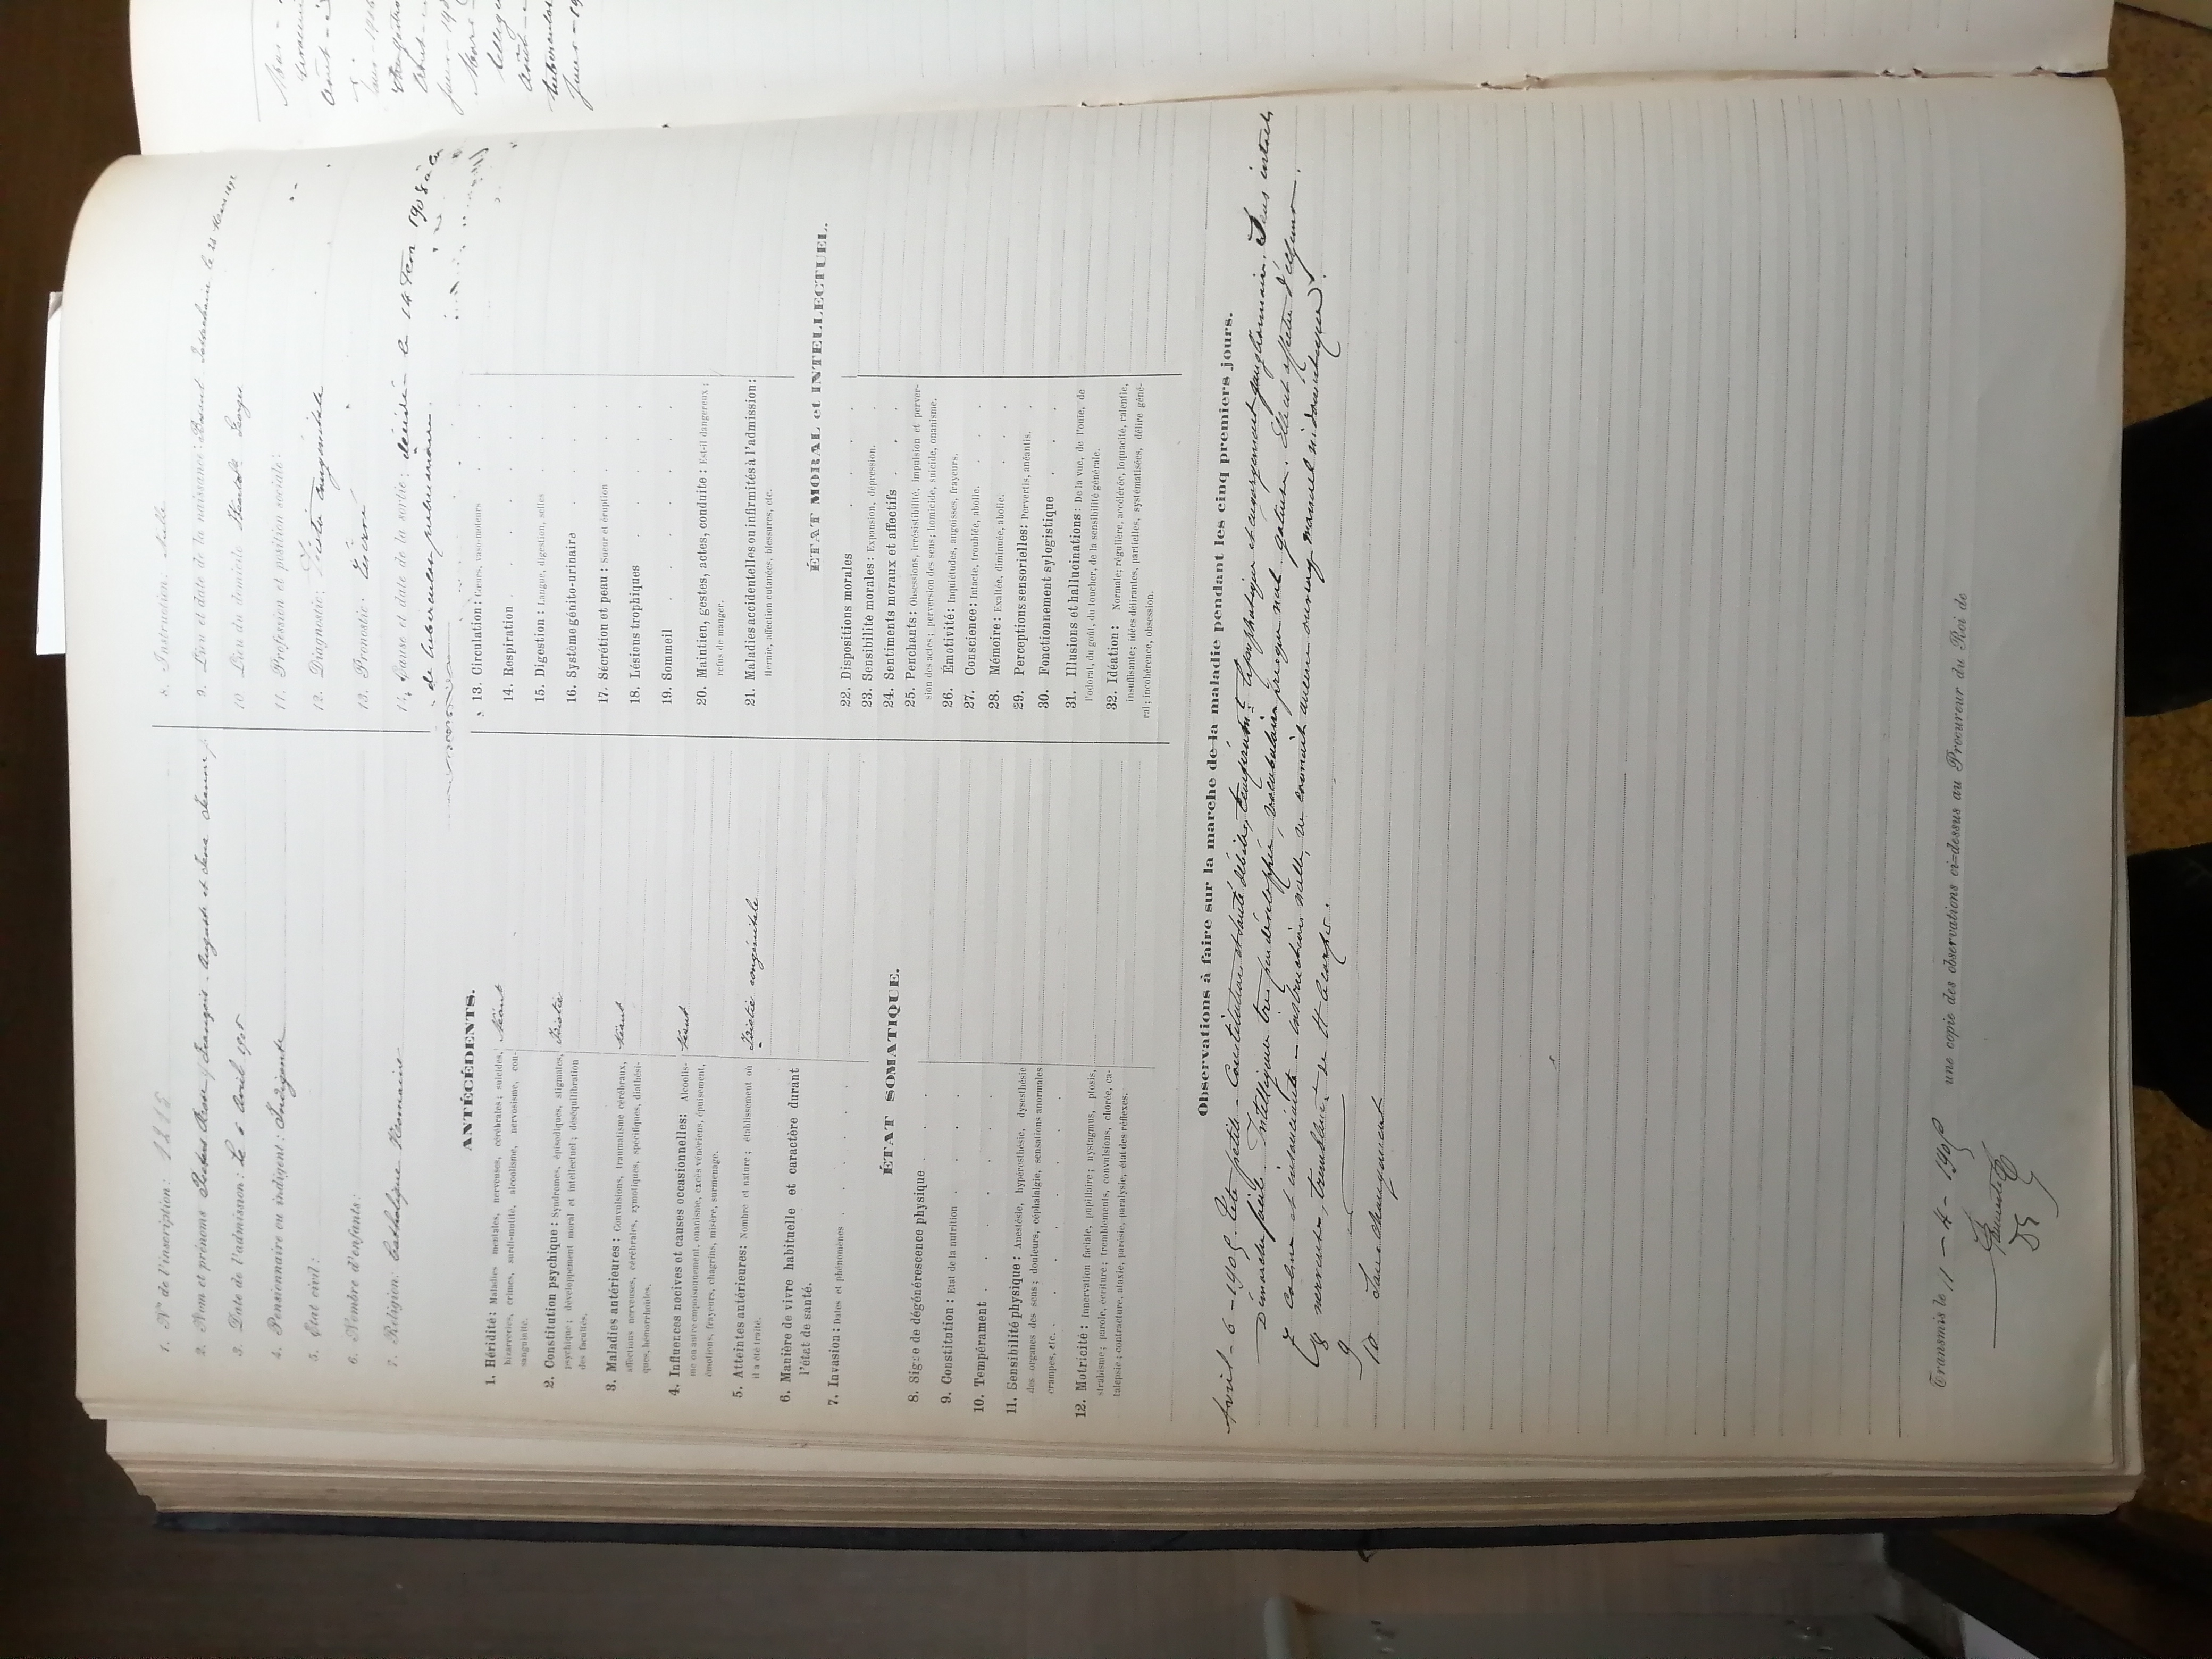 1. N° de l'inscription: 1215
2. Nom et prénoms Pieters Rose (François - Auguste et Jena Jeanne).
3. Date de l'admission: Le 6 Avril 1905
4. Pensionnaire ou indigent: Indigente
5. État civil:
6. Nombre d'enfants:
7. Religion: Catholique Romaine
8. Instruction: Nulle
9. Lieu et date de la naissance: Bossut le 28 Mars
10. Lieu du domicile Georges
11. Profession et position sociale:
12. Diagnostic: Idiotie congénitale
13. Pronostic:
14. Cause et date de la sortie: décédée le 14 Fevr 1908
de tuberculose pulmonaire.
ANTÉCÉDENTS.
1. Héridité: Maladies mentales, nerveuses, cérébrales; suicides, Néant
bizarreries, crimes, surdi-mutité, alcoolisme, nervosisme, con-
sanguinité.
2. Constitution psychique: Syndromes, épisodiques, stigmates, Idiotie
psychique; développement moral et intellectuel; déséquilibration
des facultés.
3. Maladies antérieures: Convulsions, traumatisme cérébraux, Néant
affections nerveuses, cérébrales, zymotiques, spécifiques, diathési-
ques, hémorrhoïdes.
4. Influences nocives et causes occasionnelles: Alcoolis- Néant
me ou autre empoisonnement, onanisme, excès vénériens, épuisement,
émotions, frayeurs, chagrins, misère, surmenage.
5. Atteintes antérieures: Nombre et nature; établissement où Idiotie congénitale
il a été traité.
6. Manière de vivre habituelle et caractère durant
l'état de santé.
7. Invasion: Dates et phénomènes
ÉTAT SOMATIQUE.
8. Signe de dégénérescence physique
9. Constitution: Etat de la nutrition
10. Tempérament
11. Sensibilité physique: Anestésie, hypéresthésie, dysesthésie
des organes des sens; douleurs, céphalalgie, sensations anormales
crampes, etc.
12. Motricité: Innervation faciale, pupillaire; nystagmus, ptosis,
strabisme; parole, écriture; tremblements, convulsions, chorée, ca-
talepsie; contracture, ataxie, parésie, paralysie, état des réflexes.
13. Circulation: Cœurs, vaso-moteurs
14. Respiration
15. Digestion: Langue, digestion, selles
16. Système génito-urinaire
17. Sécrétion et peau: Sueur et éruption
18. Lésions trophiques
19. Sommeil
20. Maintien, gestes, actes, conduite: Est-il dangereux;
refus de manger.
21. Maladies accidentelles ou infirmités à l'admission:
Hernie, affection cutanées, blessures, etc.
ÉTAT MORAL et INTELLECTUEL.
22. Dispositions morales
23. Sensibilité morales: Expansion, dépression.
24. Sentiments moraux et affectifs
25. Penchants: Obsessions, irrésistibilité, impulsion et perver-
sion des actes; perversion des sens; homicide, suicide, onanisme.
26. Émotivité: Inquiétudes, angoisses, frayeurs.
27. Conscience: Intacte, troublée, abolie.
28. Mémoire: Exaltée, diminuée, abolie.
29. Perceptions sensorielles: Pervertis, anéantis.
30. Fonctionnement sylogistique
31. Illusions et hallucinations: De la vue, de l'ouïe, de
l'odorat, du goût, du toucher, de la sensibilité générale.
32. Idéation: Normale; régulière, accélérée, loquacité, ralentie,
insuffisante; idées délirantes, partielles, systématisées, délire géné-
ral; incohérence, obsession.
Observations à faire sur la marche de la maladie pendant les cinq premiers jours.
Avril - 6 - 1905. Tête petite - Constitution et santé débiles, tempéramt lymphatique et engorgement ganglionnaire. Sens intacts
Démarche facile. Intelligence très peu développée, vocabulaire presque nul. gâteuse. Elle est affectée d'
7 calme et insouciante - instruction nulle, ne connait aucun ouvrage manuel ni domestique.
8 nerveuse, tremblemt de tt le corps.
9
10 Sans changement
Transmis le 11 - 4 - 1905 une copie des observations ci=dessus au Procureur du Roi de